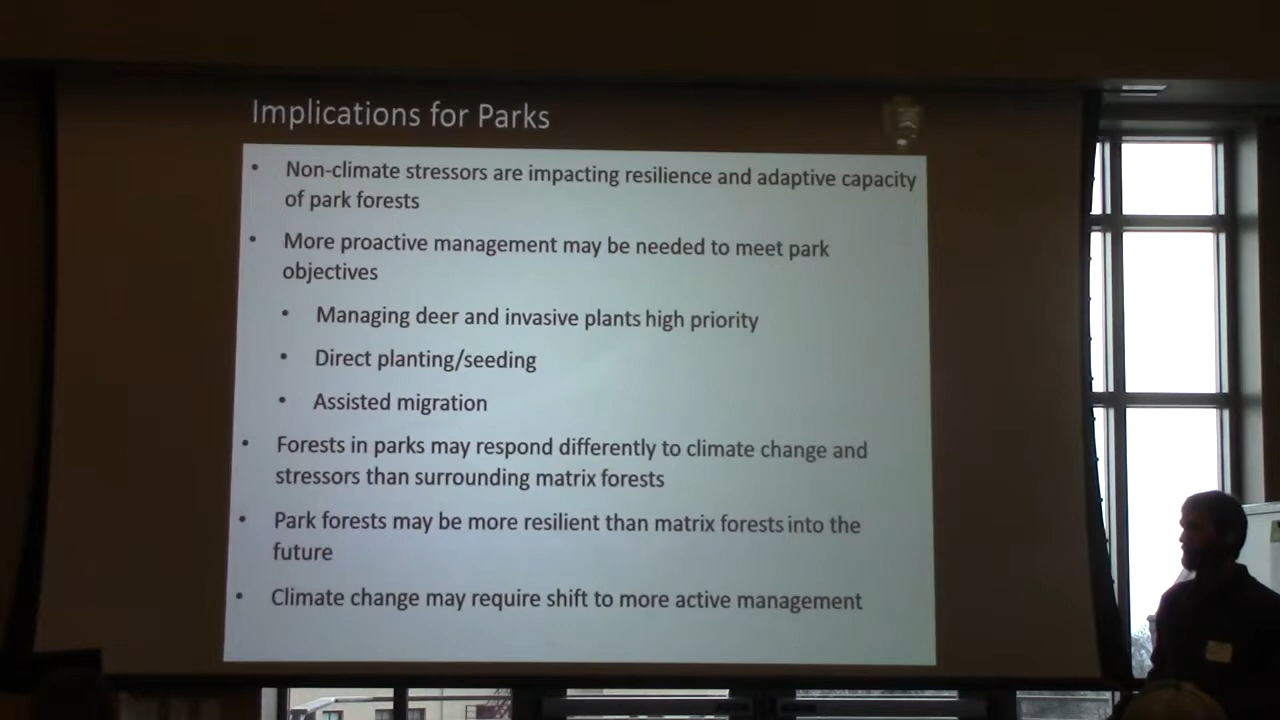 Implications for Parks
• Non-climate stressors are impacting resilience and adaptive capacity
of park forests
• More proactive management may be needed to meet park
objectives
• Managing deer and invasive plants high priority
• Direct planting/seeding
• Assisted migration
• Forests in parks may respond differently to climate change and
stressors than surrounding matrix forests
• Park forests may be more resilient than matrix forests into the
future
• Climate change may require shift to more active management